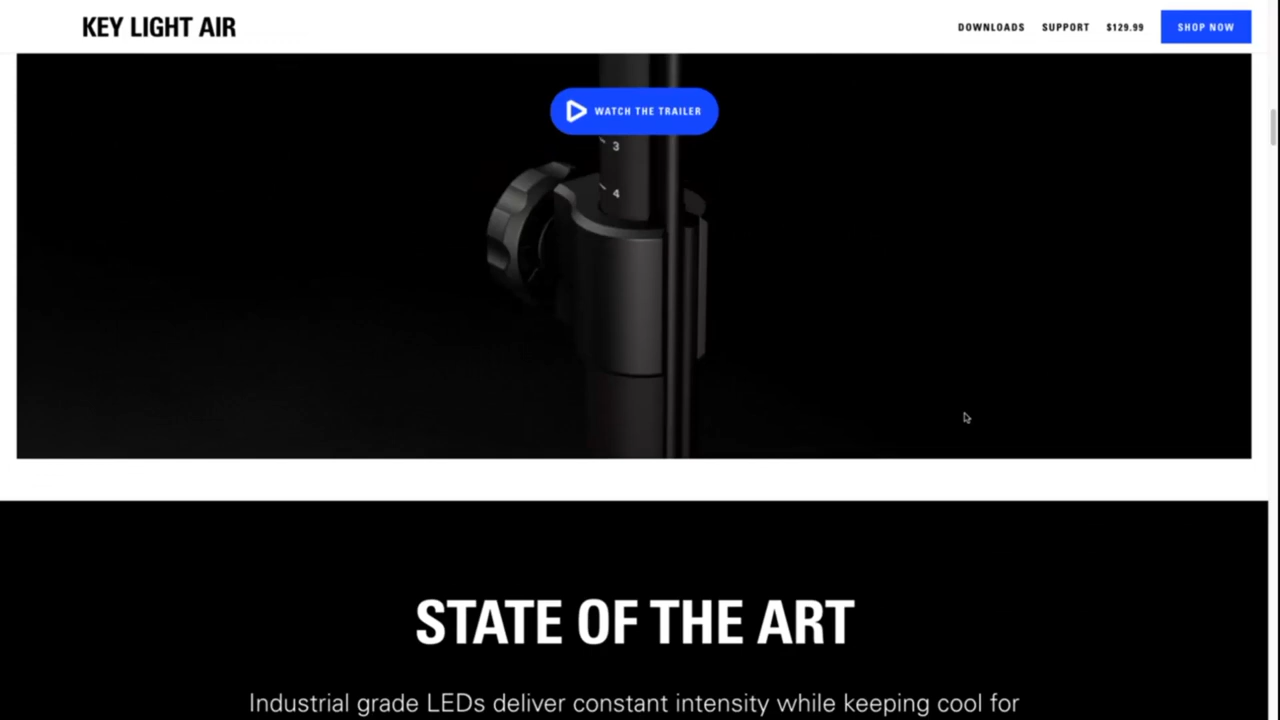 KEY LIGHT AIR
DOWNLOADS SUPPORT $129.99 SHOP NOW
WATCH THE TRAILER
3
4
STATE OF THE ART
Industrial grade LEDs deliver constant intensity while keeping cool for